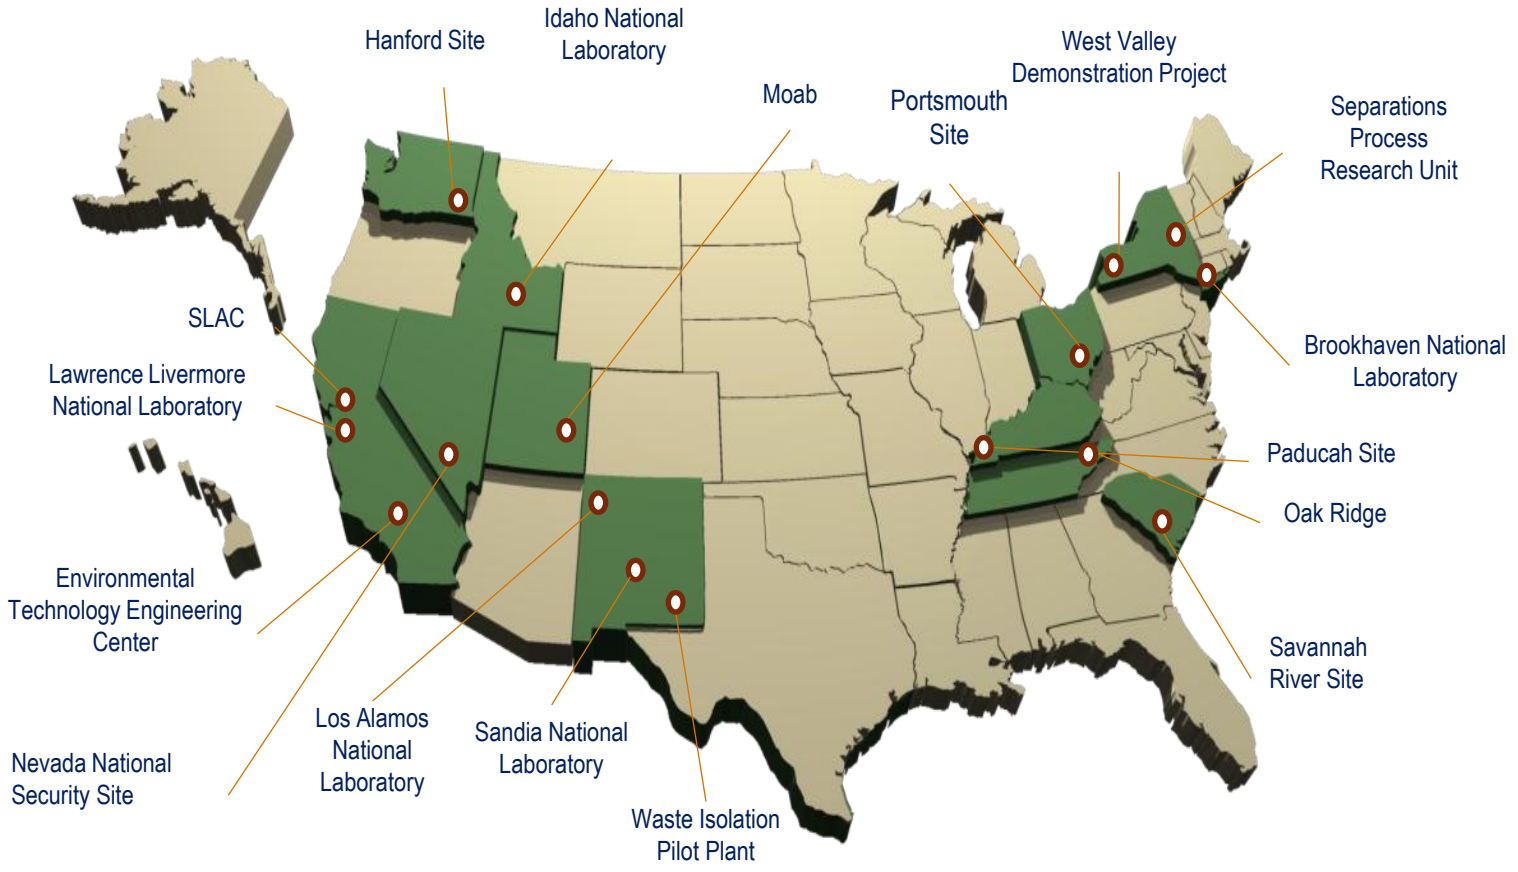 Idaho National
Laboratory
Hanford Site
West Valley
Demonstration Project
Moab
Portsmouth
Site
Separations
Process
Research Unit
SLAC
Lawrence Livermore
National Laboratory
Brookhaven National
Laboratory
Paducah Site
Oak Ridge
Environmental
Technology Engineering
Center
Savannah
River Site
Los Alamos
National
Laboratory
Sandia National
Laboratory
Nevada National
Security Site
Waste Isolation
Pilot Plant